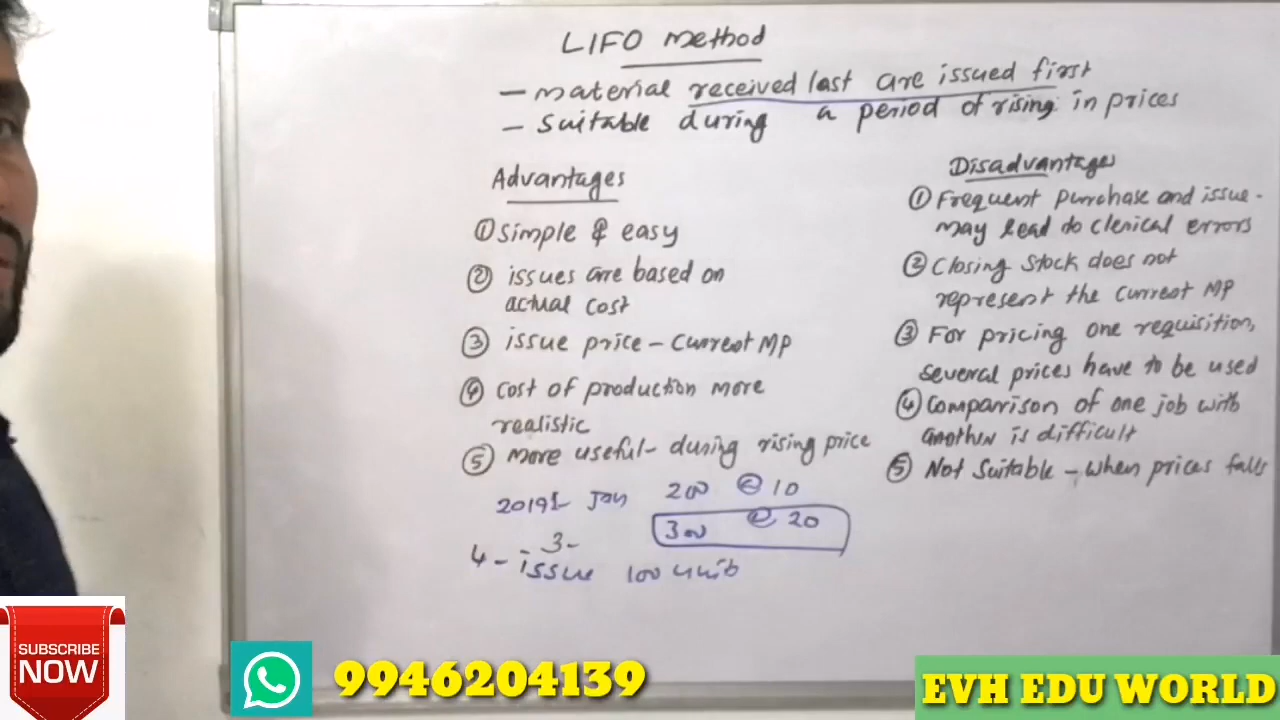 LIFO Method
— Material received last are issued first
— Suitable during a period of rising in prices
Advantages
① Simple & easy
② issues are based on
actual cost
③ issue price – Current MP
④ Cost of production more
realistic
⑤ More useful – during rising price
2019 1 Jan 200 @ 10
3 – 300 @ 20
4 – issue 100 units
Disadvantages
① Frequent purchase and issue
may lead to clerical errors
② Closing Stock does not
represent the current MP
③ For pricing one requisition,
several prices have to be used
④ Comparison of one job with
another is difficult
⑤ Not Suitable – when prices falls
SUBSCRIBE
NOW
9946204139
EVH EDU WORLD